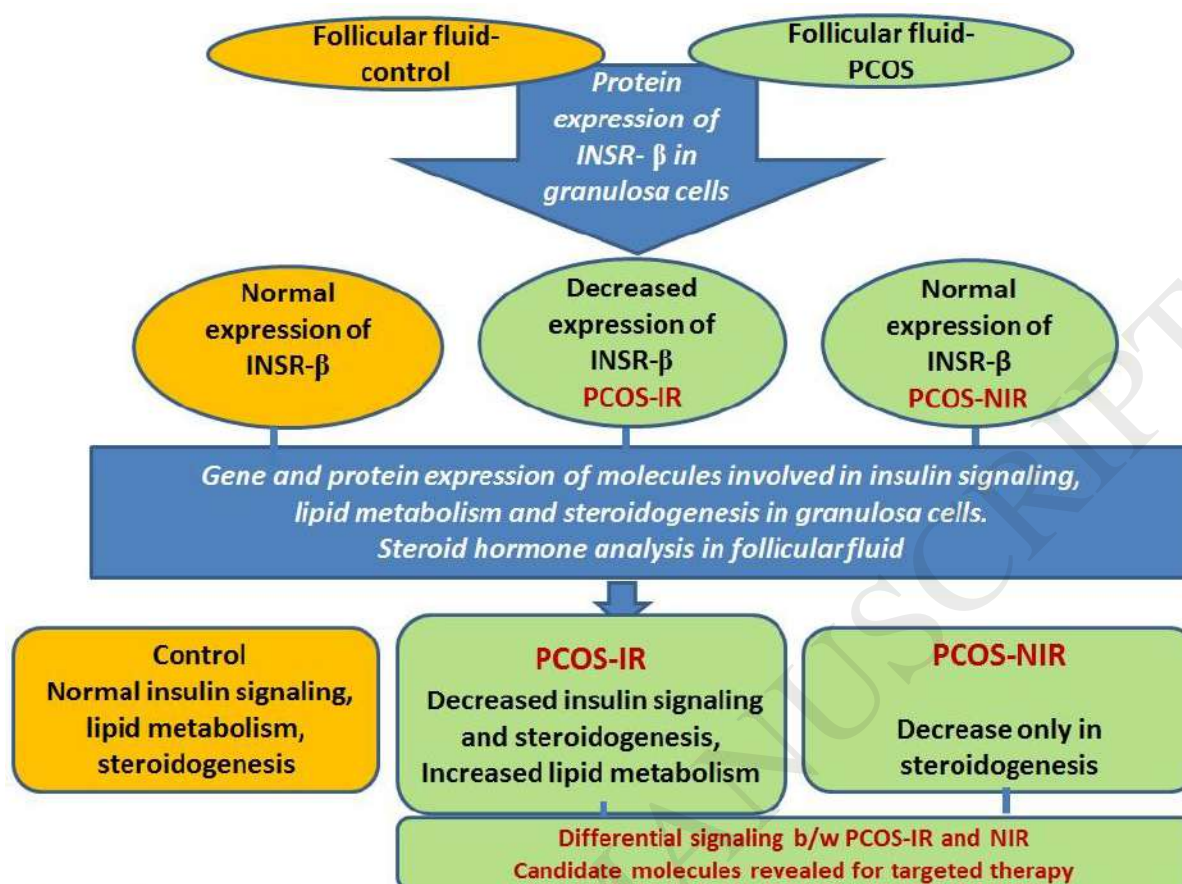 Follicular fluid-
control
Follicular fluid-
PCOS
Protein
expression of
INSR- β in
granulosa cells
Normal
expression of
INSR-β
Decreased
expression of
INSR-β
PCOS-IR
Normal
expression of
INSR-β
PCOS-NIR
Gene and protein expression of molecules involved in insulin signaling,
lipid metabolism and steroidogenesis in granulosa cells.
Steroid hormone analysis in follicular fluid
Control
Normal insulin signaling,
lipid metabolism,
steroidogenesis
PCOS-IR
Decreased insulin signaling
and steroidogenesis,
Increased lipid metabolism
PCOS-NIR
Decrease only in
steroidogenesis
Differential signaling b/w PCOS-IR and NIR
Candidate molecules revealed for targeted therapy
MANUSCRIPT